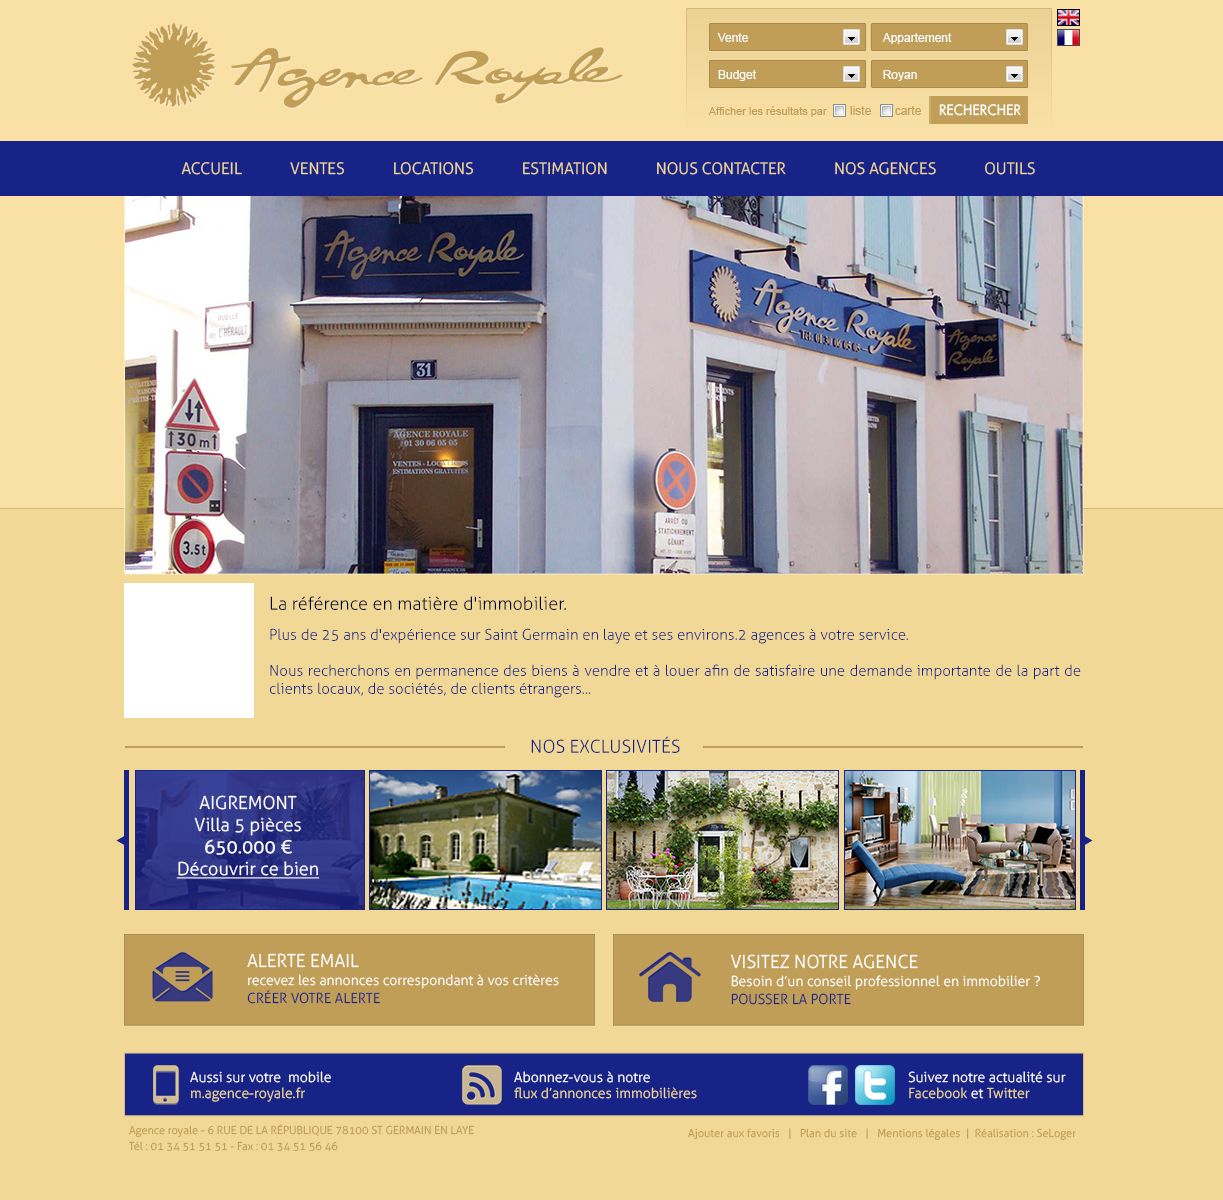 Agence Royale
Vente
Appartement
Budget
Royan
Afficher les résultats par liste carte RECHERCHER
ACCUEIL VENTES LOCATIONS ESTIMATION NOUS CONTACTER NOS AGENCES OUTILS
Agence Royale
RUELLE
de L'HÉRAULT
31
30m
3.5t
AGENCE ROYALE
01 30 06 05 05
VENTES - LOCATIONS
ESTIMATIONS GRATUITES
Agence Royale
Agence Royale
ARRÊT OU
STATIONNEMENT
GÊNANT
La référence en matière d'immobilier.
Plus de 25 ans d'expérience sur Saint Germain en laye et ses environs.2 agences à votre service.
Nous recherchons en permanence des biens à vendre et à louer afin de satisfaire une demande importante de la part de
clients locaux, de sociétés, de clients étrangers...
NOS EXCLUSIVITÉS
AIGREMONT
Villa 5 pièces
650.000 €
Découvrir ce bien
ALERTE EMAIL
recevez les annonces correspondant à vos critères
CRÉER VOTRE ALERTE
VISITEZ NOTRE AGENCE
Besoin d'un conseil professionnel en immobilier ?
POUSSER LA PORTE
Aussi sur votre mobile
m.agence-royale.fr
Abonnez-vous à notre
flux d'annonces immobilières
Suivez notre actualité sur
Facebook et Twitter
Agence royale - 6 RUE DE LA RÉPUBLIQUE 78100 ST GERMAIN EN LAYE
Tél : 01 34 51 51 51 - Fax : 01 34 51 56 46
Ajouter aux favoris | Plan du site | Mentions légales | Réalisation : SeLoger